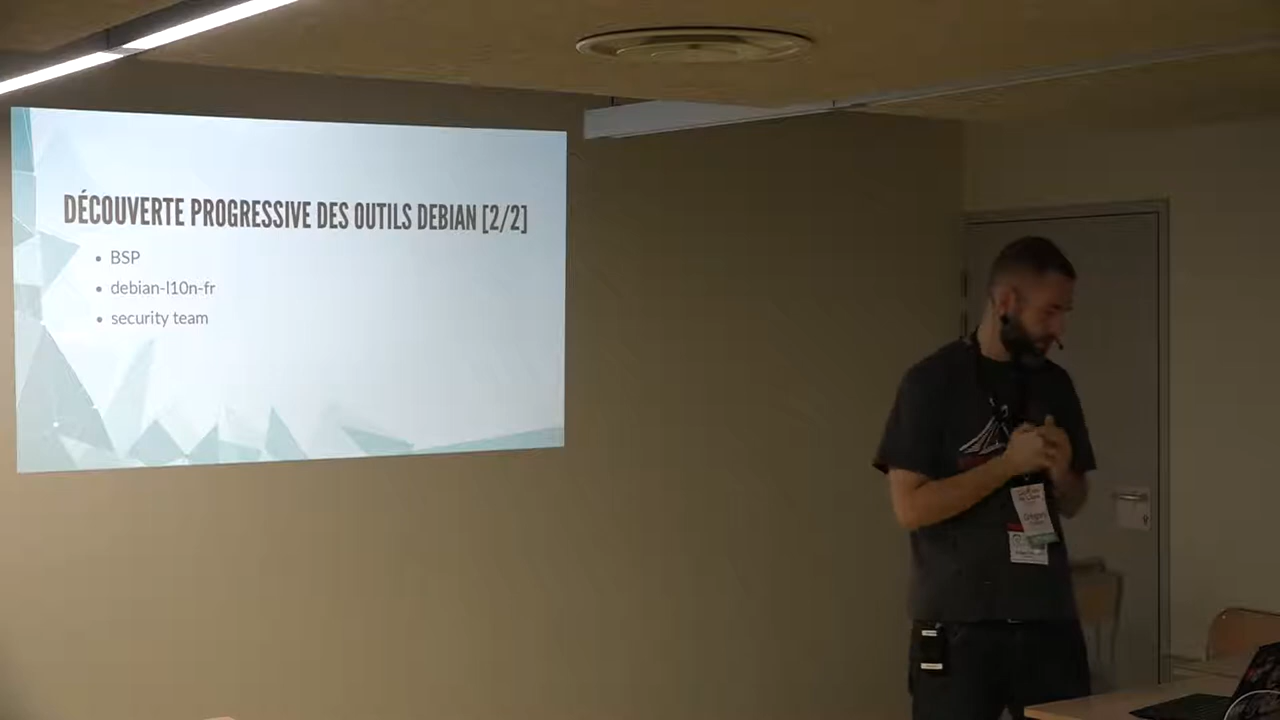 DÉCOUVERTE PROGRESSIVE DES OUTILS DEBIAN [2/2]
BSP
debian-l10n-fr
security team